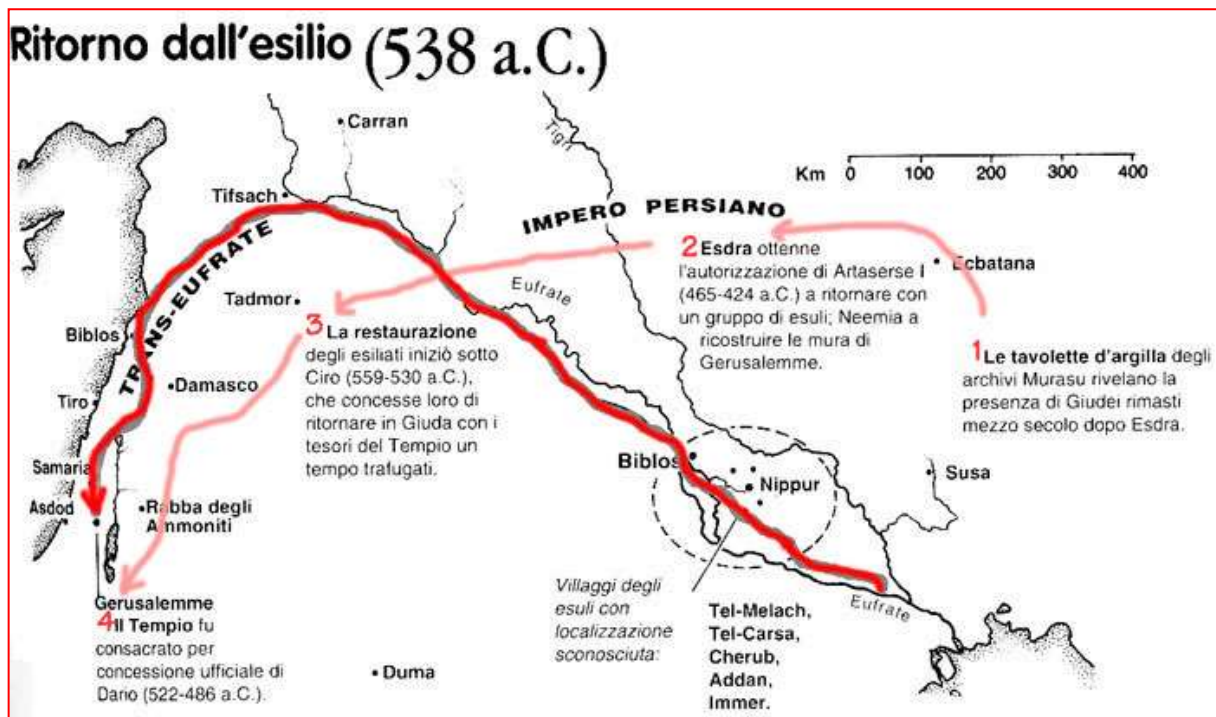 Ritorno dall'esilio (538 a.C.)
Carran
Tigri
Km 0 100 200 300 400
Tifsach
IMPERO PERSIANO
TRANS-EUFRATE
2 Esdra ottenne
l'autorizzazione di Artaserse I
(465-424 a.C.) a ritornare con
un gruppo di esuli; Neemia a
ricostruire le mura di
Gerusalemme.
Ecbatana
Tadmor
Eufrate
Biblos
3 La restaurazione
degli esiliati iniziò sotto
Ciro (559-530 a.C.),
che concesse loro di
ritornare in Giuda con i
tesori del Tempio un
tempo trafugati.
1 Le tavolette d'argilla degli
archivi Murasu rivelano la
presenza di Giudei rimasti
mezzo secolo dopo Esdra.
Damasco
Tiro
Samaria
Biblos
Nippur
Susa
Asdod
Rabba degli
Ammoniti
Villaggi degli
esuli con
localizzazione
sconosciuta:
Tel-Melach,
Tel-Carsa,
Cherub,
Addan,
Immer.
Eufrate
Gerusalemme
4 Il Tempio fu
consacrato per
concessione ufficiale di
Dario (522-486 a.C.).
Duma